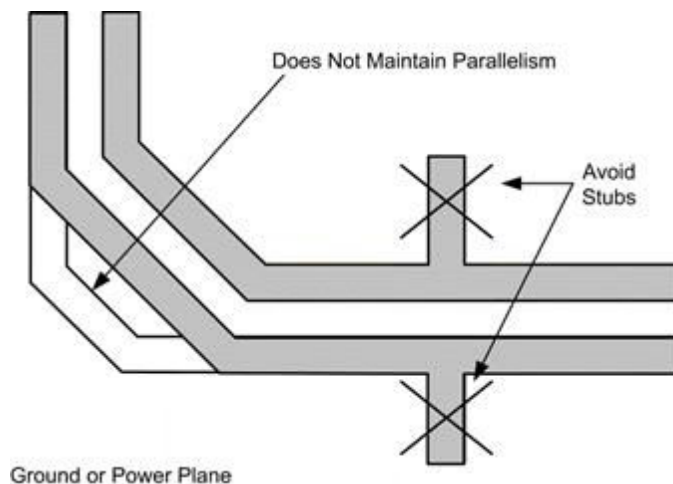 Does Not Maintain Parallelism
Avoid
Stubs
Ground or Power Plane